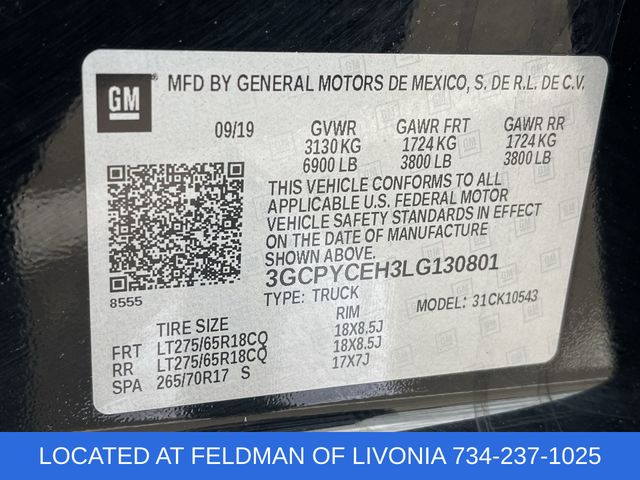 GM ® MFD BY GENERAL MOTORS DE MEXICO, S. DE R.L. DE C.V.
09/19 GVWR GAWR FRT GAWR RR
3130 KG 1724 KG 1724 KG
6900 LB 3800 LB 3800 LB
THIS VEHICLE CONFORMS TO ALL
APPLICABLE U.S. FEDERAL MOTOR
VEHICLE SAFETY STANDARDS IN EFFECT
ON THE DATE OF MANUFACTURE
SHOWN ABOVE.
3GCPYCEH3LG130801
8555 TYPE: TRUCK MODEL: 31CK10543
TIRE SIZE RIM
FRT LT275/65R18CQ 18X8.5J
RR LT275/65R18CQ 18X8.5J
SPA 265/70R17 S 17X7J
LOCATED AT FELDMAN OF LIVONIA 734-237-1025